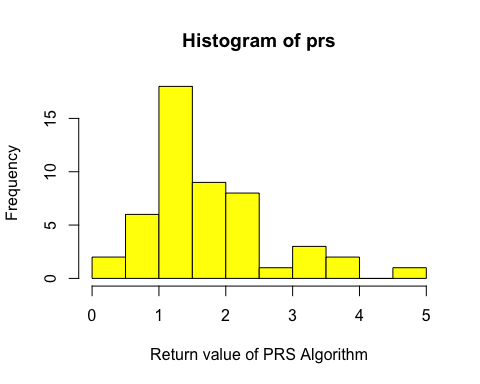 Histogram of prs
Frequency
15
10
5
0
0 1 2 3 4 5
Return value of PRS Algorithm